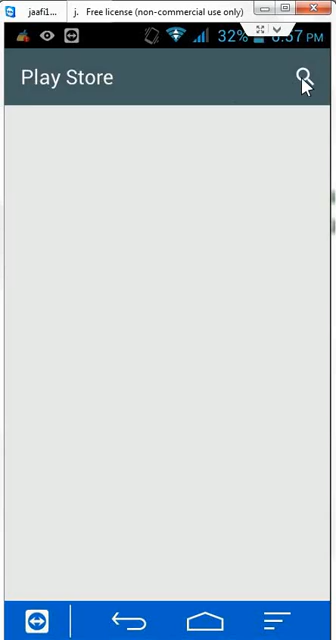 jaafi1... j. Free license (non-commercial use only)
32% 6:57 PM
Play Store